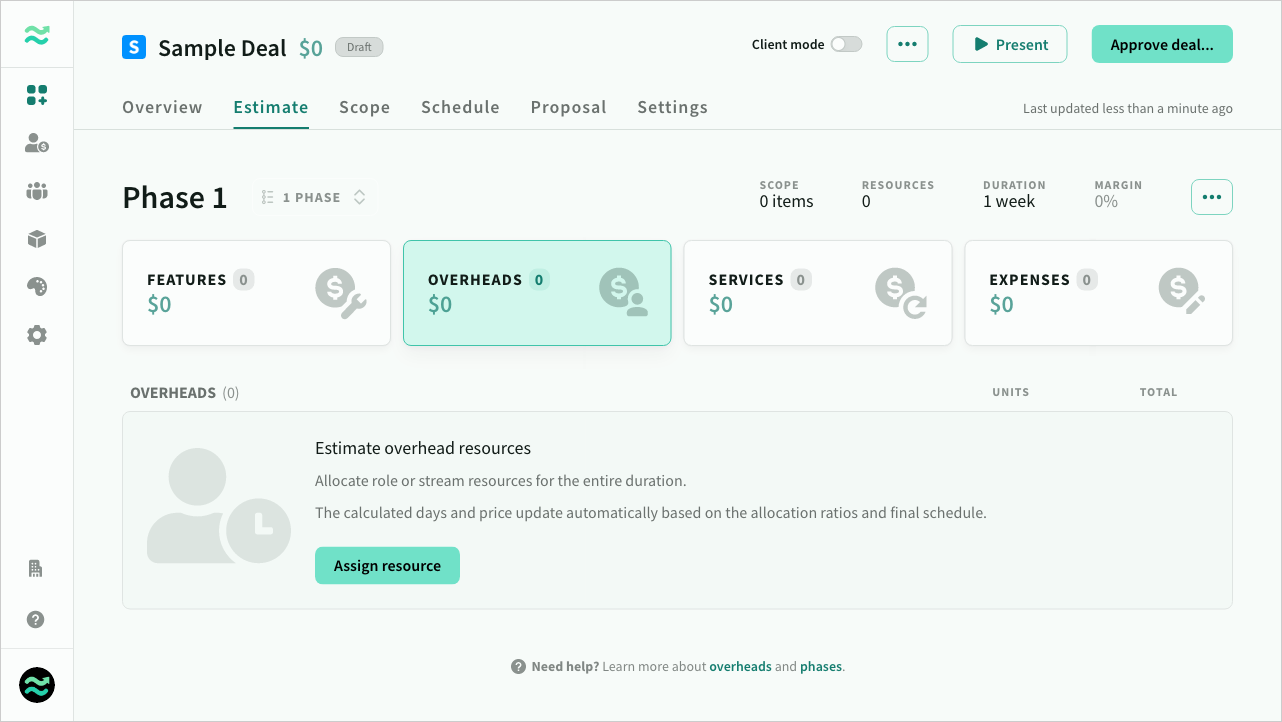 S Sample Deal $0 Draft
Client mode ••• Present Approve deal...
Overview Estimate Scope Schedule Proposal Settings
Last updated less than a minute ago
Phase 1 1 PHASE
SCOPE RESOURCES DURATION MARGIN
0 items 0 1 week 0%
FEATURES 0
$0
OVERHEADS 0
$0
SERVICES 0
$0
EXPENSES 0
$0
OVERHEADS (0) UNITS TOTAL
Estimate overhead resources
Allocate role or stream resources for the entire duration.
The calculated days and price update automatically based on the allocation ratios and final schedule.
Assign resource
Need help? Learn more about overheads and phases.